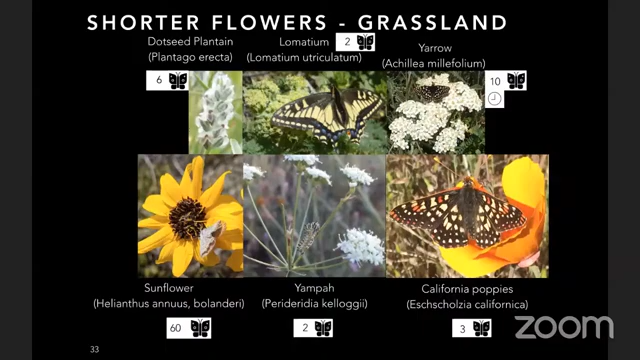 SHORTER FLOWERS - GRASSLAND
Dotseed Plantain
(Plantago erecta)
6
Lomatium
(Lomatium utriculatum)
2
Yarrow
(Achillea millefolium)
10
Sunflower
(Helianthus annuus, bolanderi)
60
Yampah
(Perideridia kelloggii)
2
California poppies
(Eschscholzia californica)
3
33
zoom